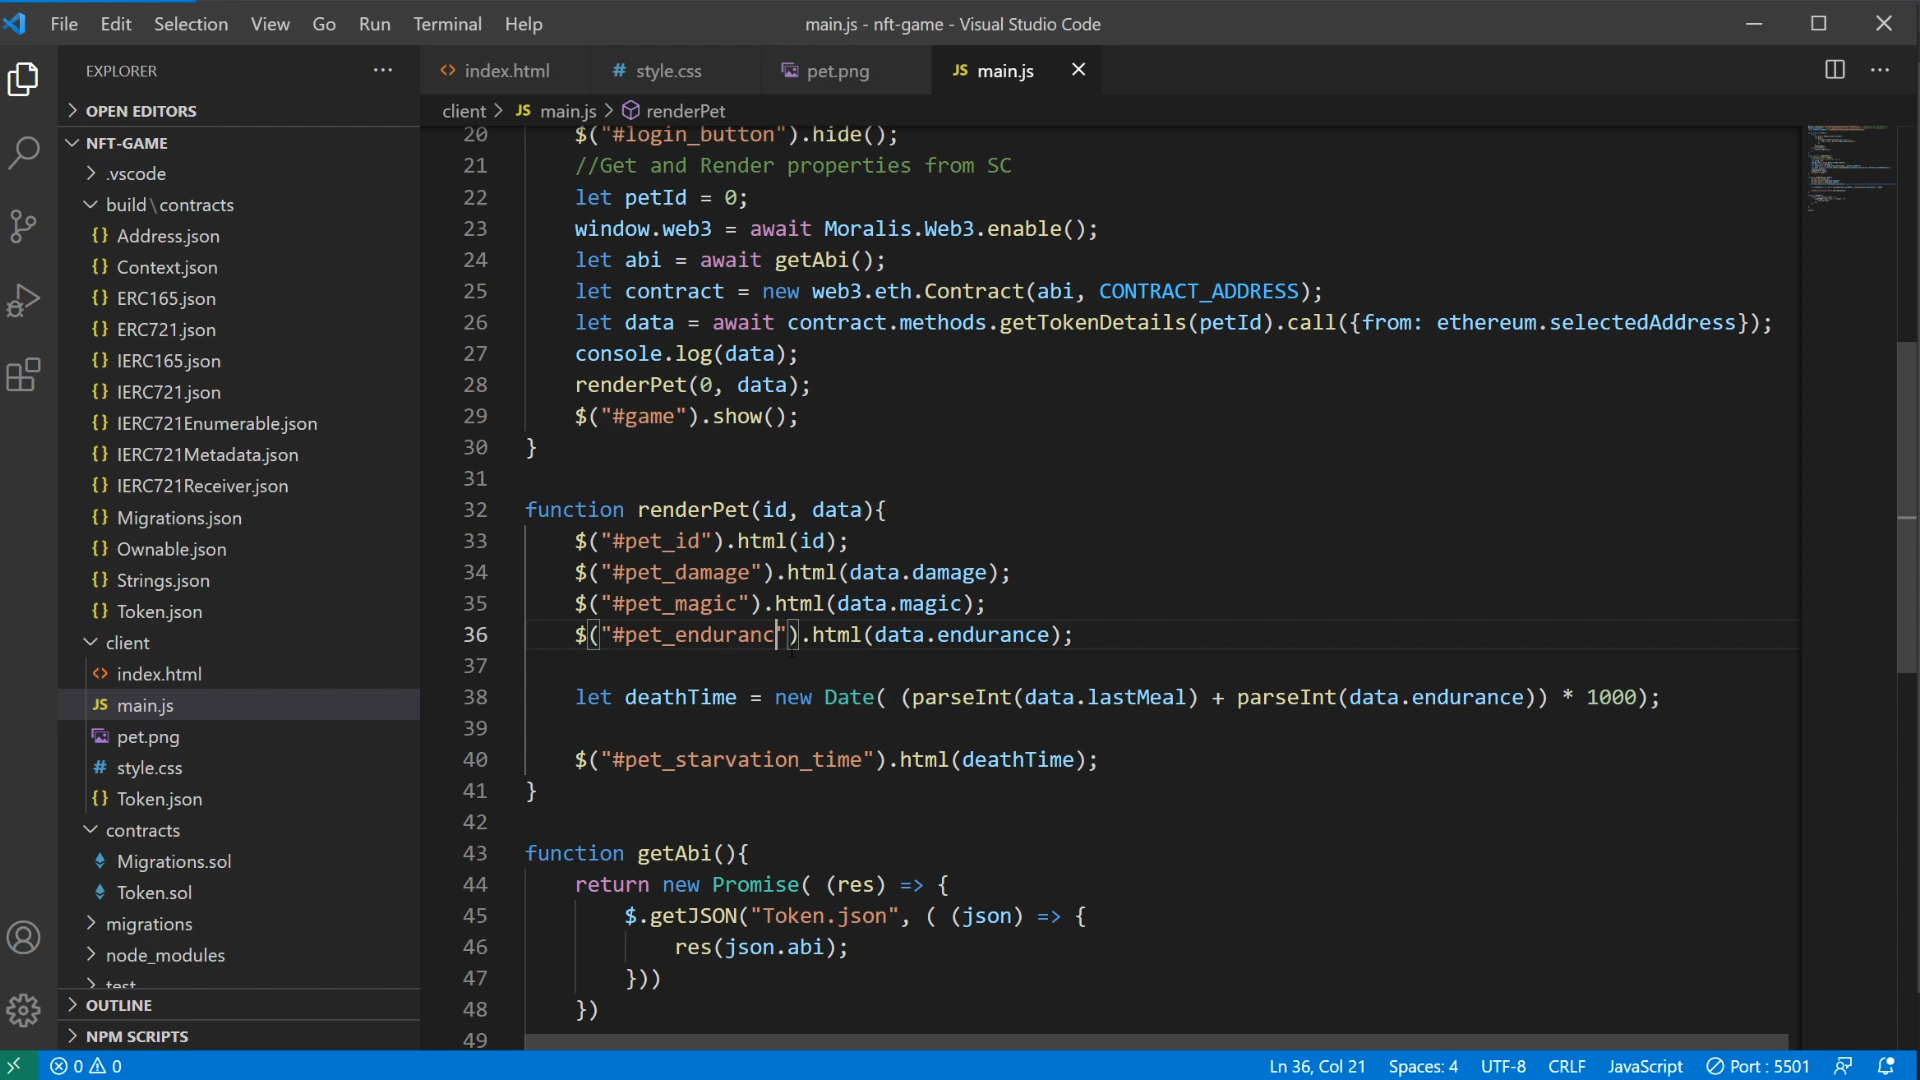 File Edit Selection View Go Run Terminal Help main.js - nft-game - Visual Studio Code
EXPLORER
OPEN EDITORS
NFT-GAME
.vscode
build\contracts
Address.json
Context.json
ERC165.json
ERC721.json
IERC165.json
IERC721.json
IERC721Enumerable.json
IERC721Metadata.json
IERC721Receiver.json
Migrations.json
Ownable.json
Strings.json
Token.json
client
index.html
main.js
pet.png
style.css
Token.json
contracts
Migrations.sol
Token.sol
migrations
node_modules
test
OUTLINE
NPM SCRIPTS
index.html # style.css pet.png JS main.js
client > JS main.js > renderPet
20 $("#login_button").hide();
21 //Get and Render properties from SC
22 let petId = 0;
23 window.web3 = await Moralis.Web3.enable();
24 let abi = await getAbi();
25 let contract = new web3.eth.Contract(abi, CONTRACT_ADDRESS);
26 let data = await contract.methods.getTokenDetails(petId).call({from: ethereum.selectedAddress});
27 console.log(data);
28 renderPet(0, data);
29 $("#game").show();
30 }
31
32 function renderPet(id, data){
33 $("#pet_id").html(id);
34 $("#pet_damage").html(data.damage);
35 $("#pet_magic").html(data.magic);
36 $("#pet_enduranc").html(data.endurance);
37
38 let deathTime = new Date( (parseInt(data.lastMeal) + parseInt(data.endurance)) * 1000);
39
40 $("#pet_starvation_time").html(deathTime);
41 }
42
43 function getAbi(){
44 return new Promise( (res) => {
45 $.getJSON("Token.json", ( (json) => {
46 res(json.abi);
47 }))
48 })
49
0 0 Ln 36, Col 21 Spaces: 4 UTF-8 CRLF JavaScript Port : 5501